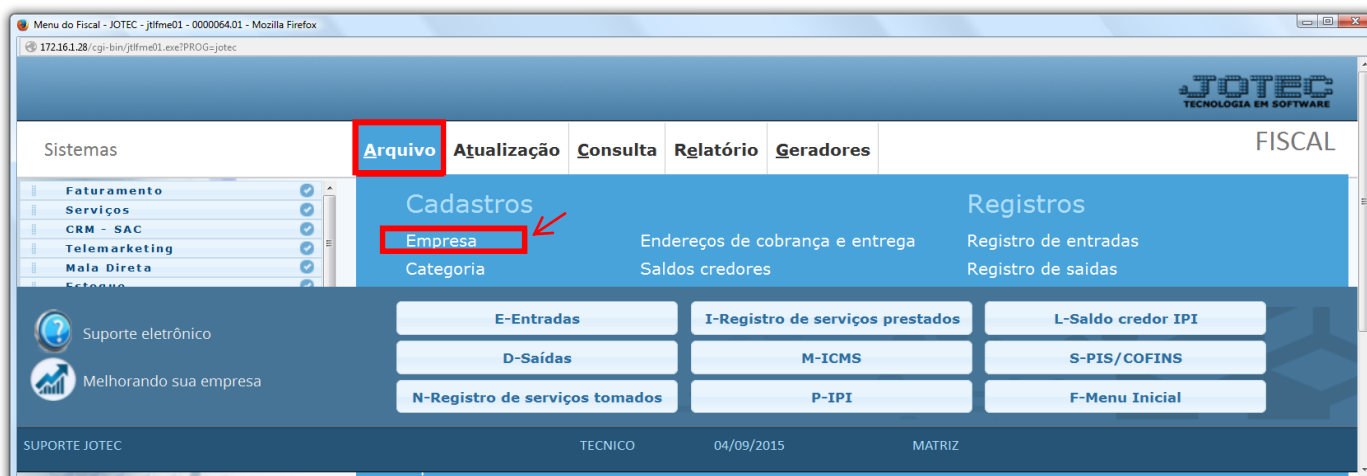 Menu do Fiscal - JOTEC - jtlfme01 - 0000064.01 - Mozilla Firefox
172.16.1.28/cgi-bin/jtlfme01.exe?PROG=jotec
JOTEC
TECNOLOGIA EM SOFTWARE
Sistemas
Arquivo Atualização Consulta Relatório Geradores
FISCAL
Faturamento
Serviços
CRM - SAC
Telemarketing
Mala Direta
Estoque
Cadastros Registros
Empresa Endereços de cobrança e entrega Registro de entradas
Categoria Saldos credores Registro de saidas
Suporte eletrônico
Melhorando sua empresa
E-Entradas I-Registro de serviços prestados L-Saldo credor IPI
D-Saídas M-ICMS S-PIS/COFINS
N-Registro de serviços tomados P-IPI F-Menu Inicial
SUPORTE JOTEC TECNICO 04/09/2015 MATRIZ